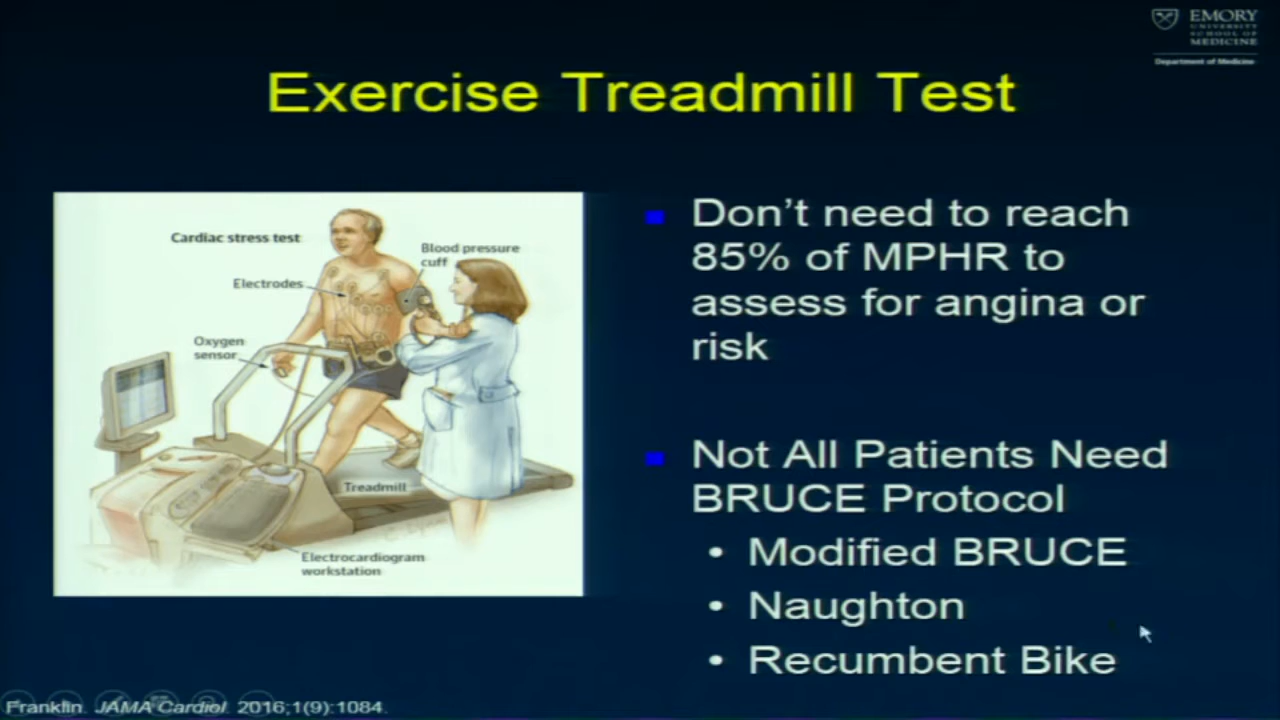 EMORY
UNIVERSITY
SCHOOL OF
MEDICINE
Department of Medicine
Exercise Treadmill Test
Cardiac stress test
Blood pressure
cuff
Electrodes
Oxygen
sensor
Treadmill
Electrocardiogram
workstation
Don't need to reach
85% of MPHR to
assess for angina or
risk
Not All Patients Need
BRUCE Protocol
• Modified BRUCE
• Naughton
• Recumbent Bike
Franklin. JAMA Cardiol. 2016;1(9):1084.